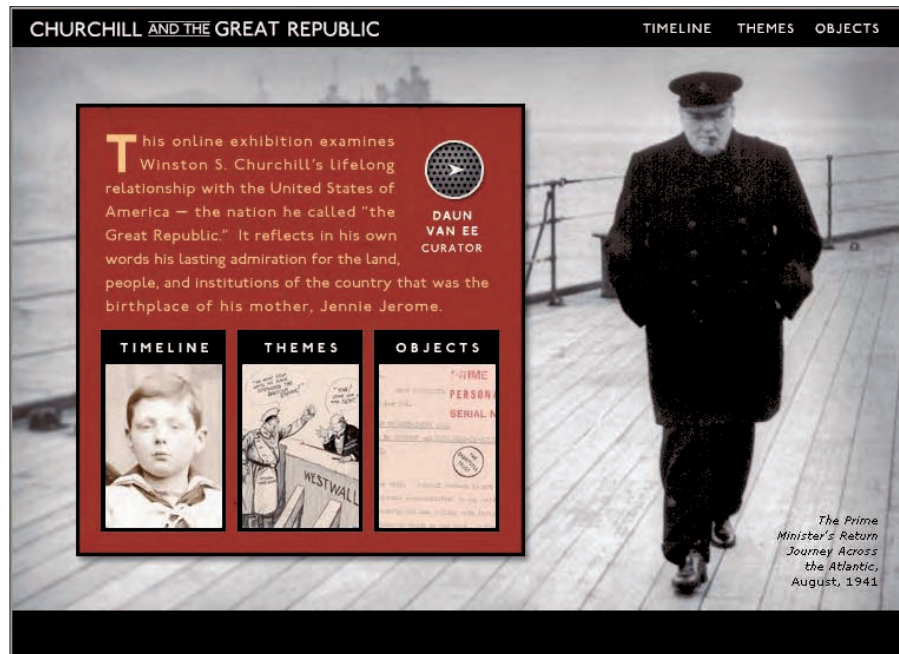 CHURCHILL AND THE GREAT REPUBLIC
TIMELINE THEMES OBJECTS
This online exhibition examines
Winston S. Churchill's lifelong
relationship with the United States of
America — the nation he called "the
Great Republic." It reflects in his own
words his lasting admiration for the land,
people, and institutions of the country that was the
birthplace of his mother, Jennie Jerome.
DAUN
VAN EE
CURATOR
TIMELINE
THEMES
OBJECTS
WESTWALL
PRIME
PERSON
SERIAL N
The Prime
Minister's Return
Journey Across
the Atlantic,
August, 1941